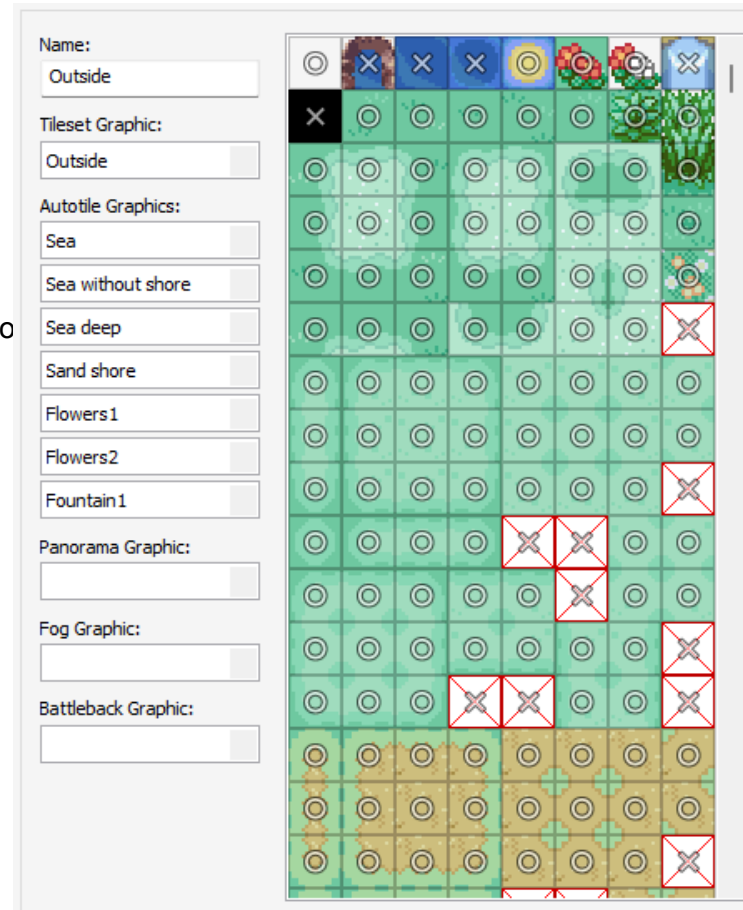 Name:
Outside
Tileset Graphic:
Outside
Autotile Graphics:
Sea
Sea without shore
o
Sea deep
Sand shore
Flowers1
Flowers2
Fountain1
Panorama Graphic:
Fog Graphic:
Battleback Graphic: